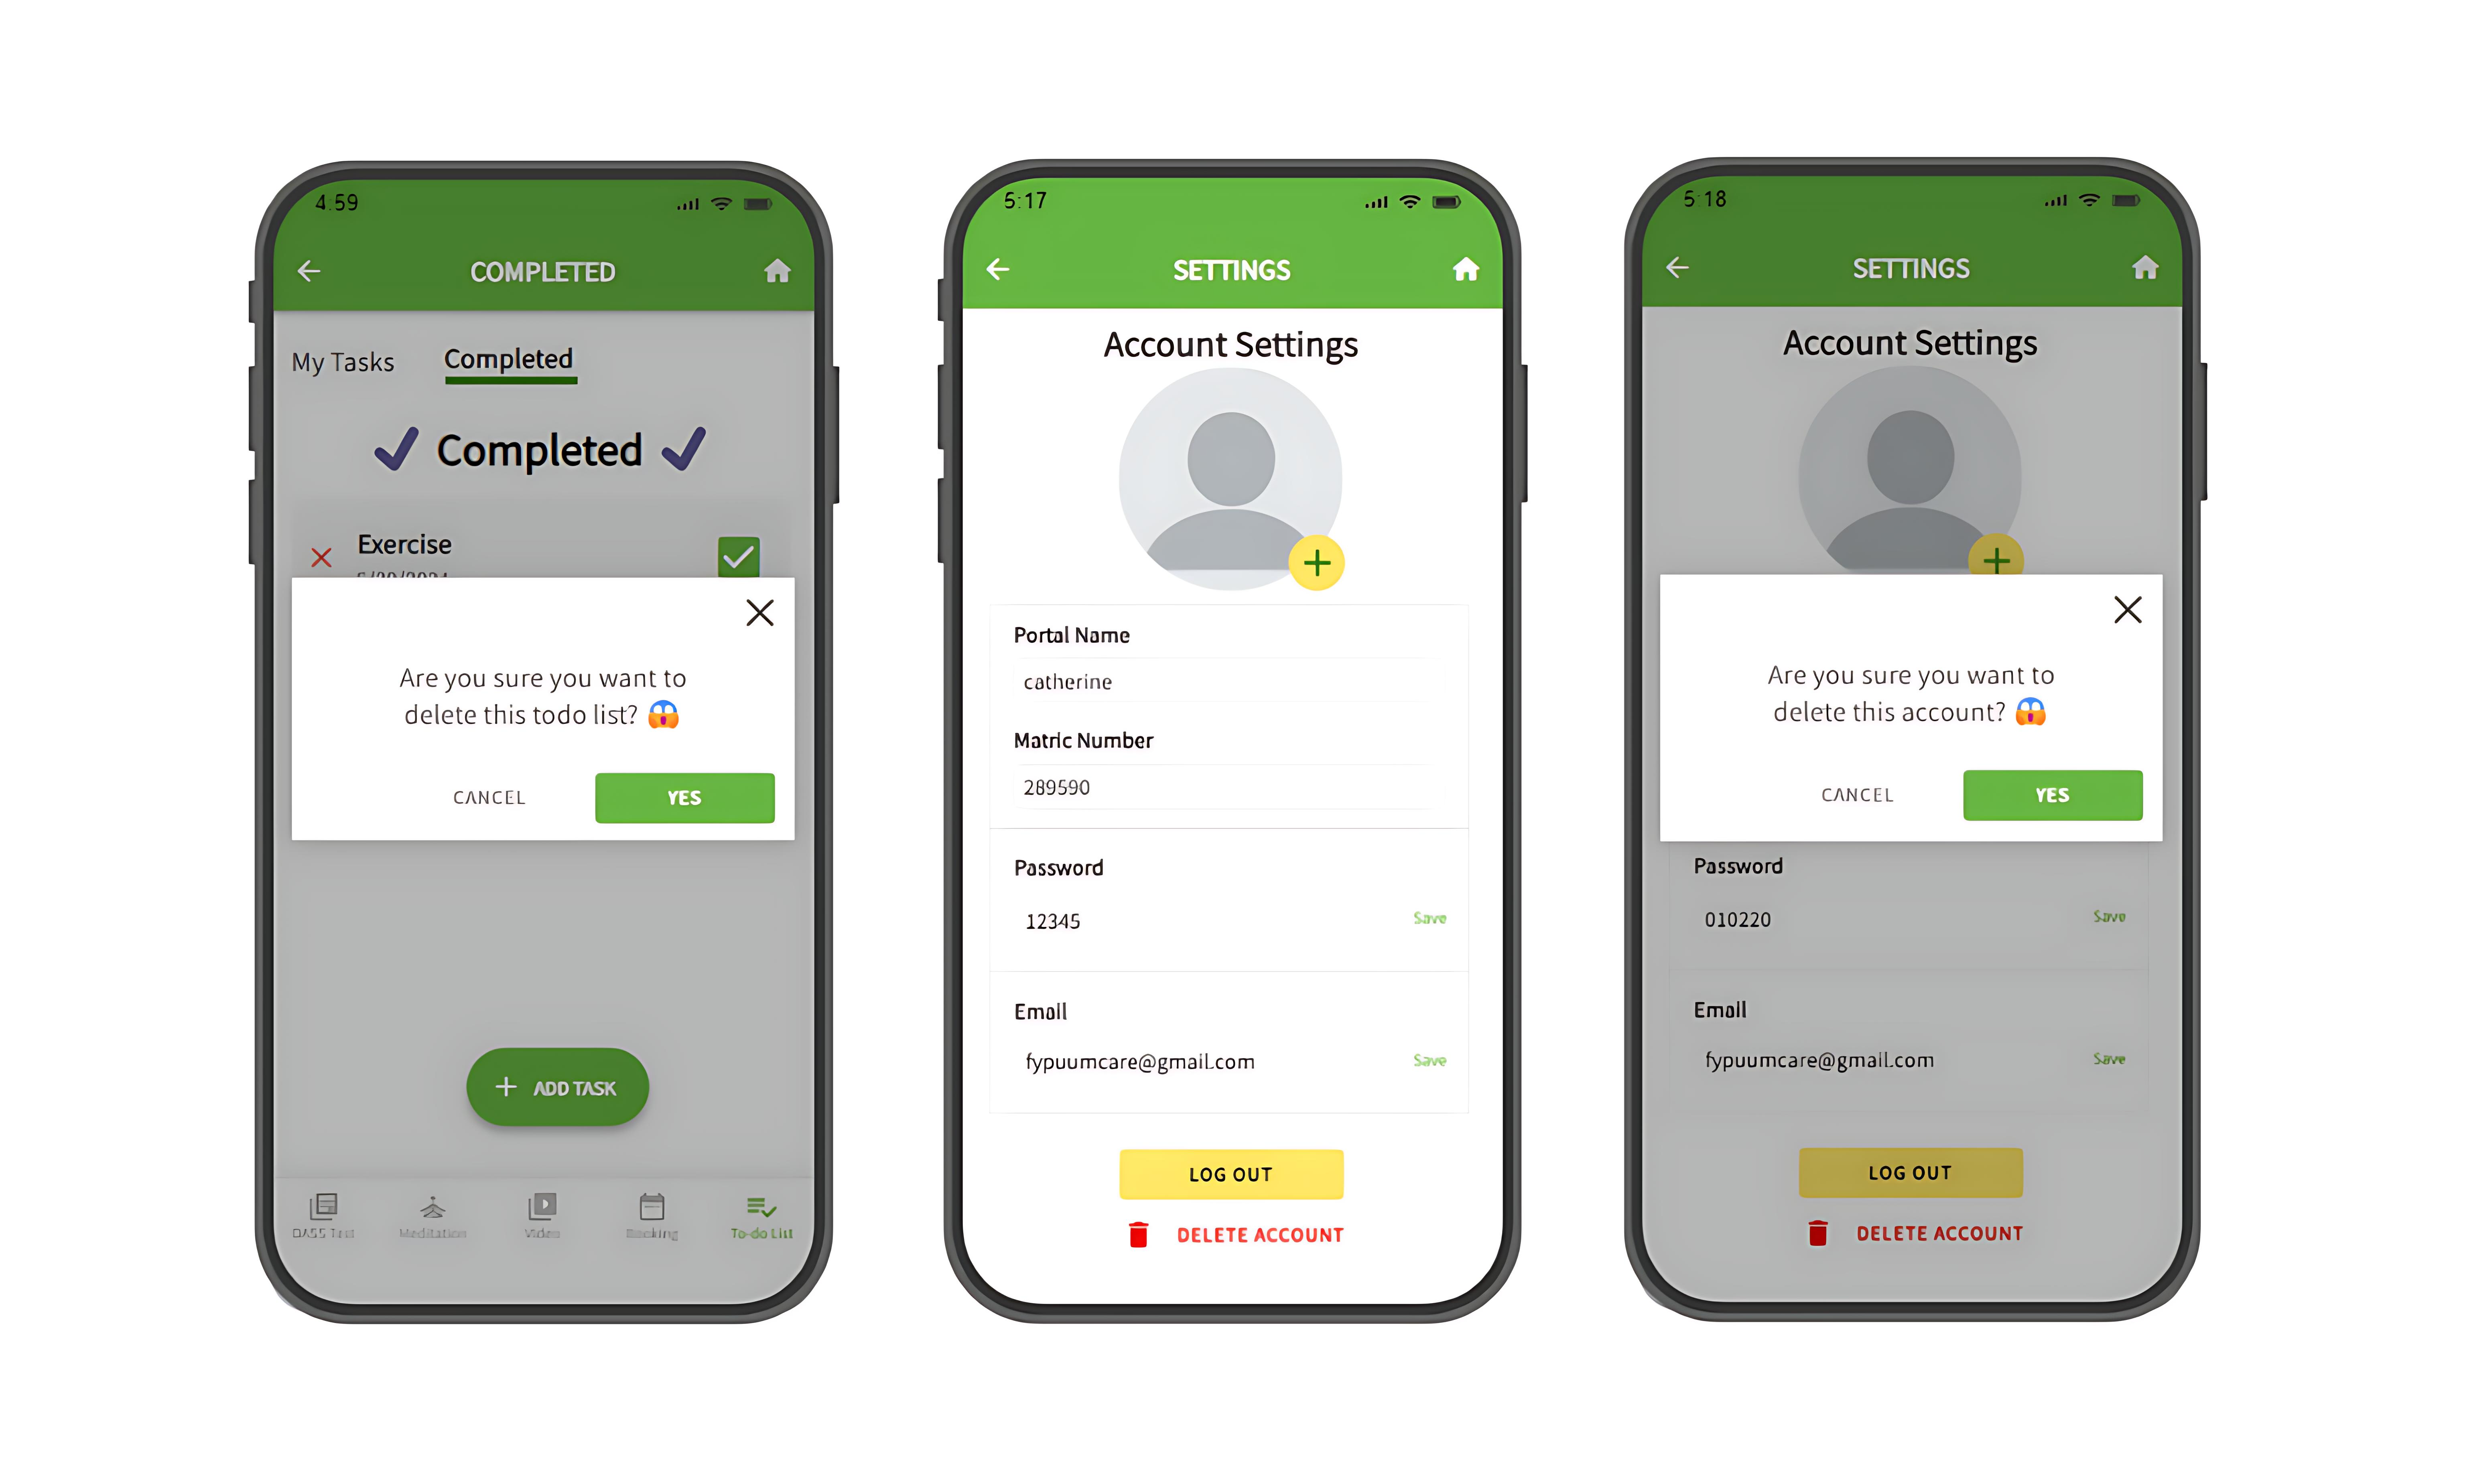 4:59
COMPLETED
My Tasks
Completed
Completed
Exercise
Are you sure you want to
delete this todo list? 😱
CANCEL
YES
+ ADD TASK
DASS Test
Meditation
Video
Booking
To-do List
5:17
SETTINGS
Account Settings
Portal Name
catherine
Matric Number
289590
Password
12345
Save
Email
fypuumcare@gmail.com
Save
LOG OUT
DELETE ACCOUNT
5:18
SETTINGS
Account Settings
Are you sure you want to
delete this account? 😱
CANCEL
YES
Password
010220
Save
Email
fypuumcare@gmail.com
Save
LOG OUT
DELETE ACCOUNT